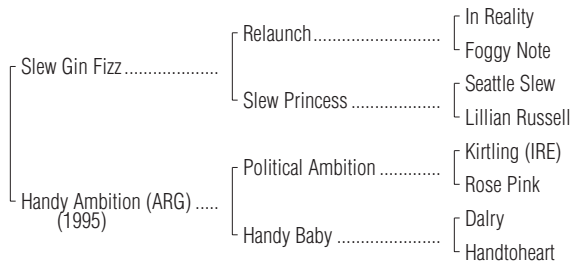 In Reality
Relaunch
Foggy Note
Slew Gin Fizz
Seattle Slew
Slew Princess
Lillian Russell
Kirtling (IRE)
Political Ambition
Rose Pink
Handy Ambition (ARG)
(1995)
Dalry
Handy Baby
Handtoheart